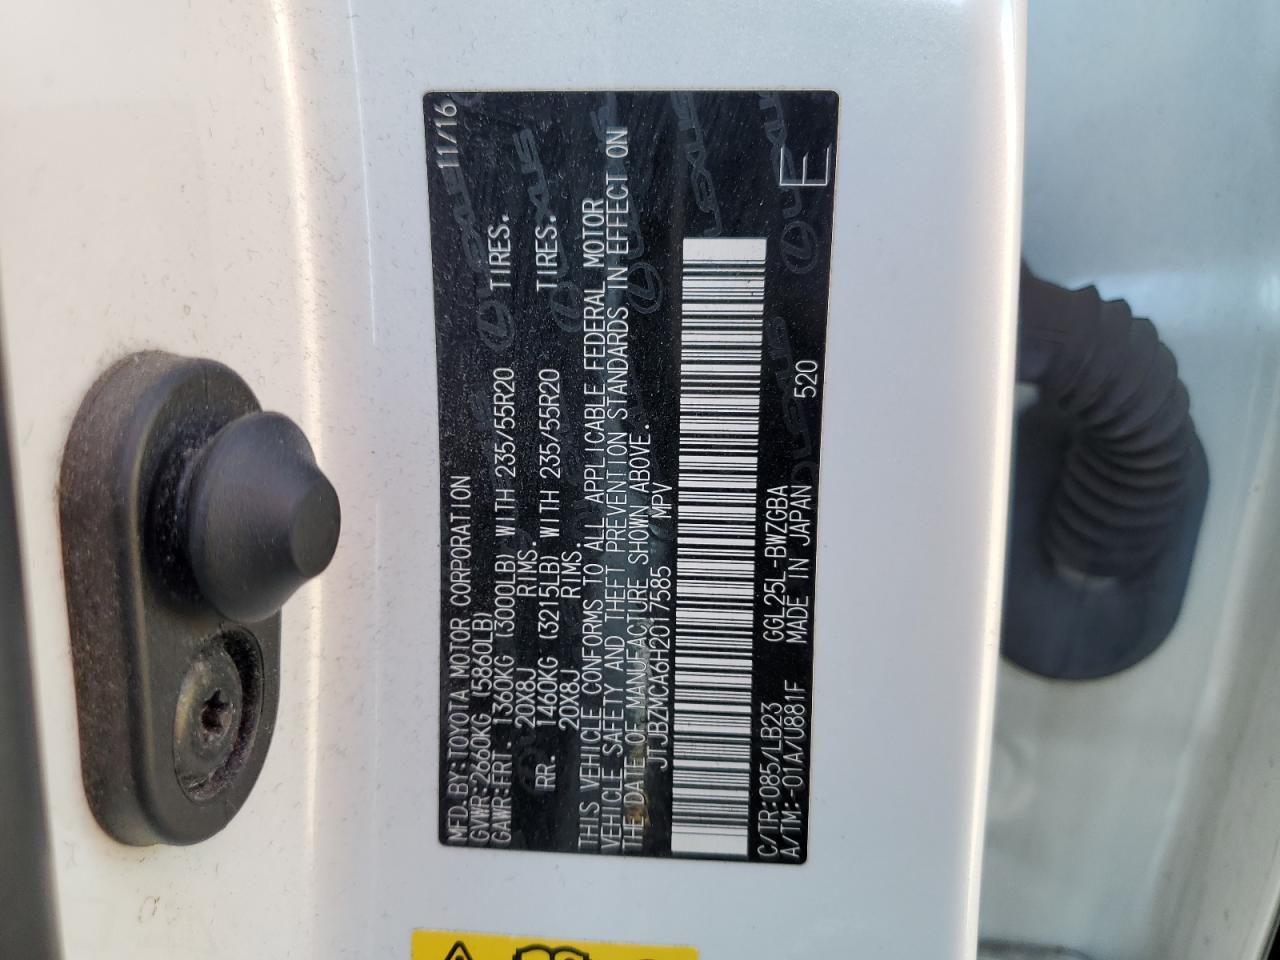 MFD.BY:TOYOTA MOTOR CORPORATION 11/16
GVWR:2660KG (5860LB)
GAWR:FRT. 1360KG (3000LB) WITH 235/55R20 TIRES.
20X8J RIMS.
RR. 1460KG (3215LB) WITH 235/55R20 TIRES.
20X8J RIMS.
THIS VEHICLE CONFORMS TO ALL APPLICABLE FEDERAL MOTOR
VEHICLE SAFETY AND THEFT PREVENTION STANDARDS IN EFFECT ON
THE DATE OF MANUFACTURE SHOWN ABOVE.
JTJBZMCA6H2017585 MPV
C/TR:085/LB23 GGL25L-BWZGBA
A/TM:-01A/U881F MADE IN JAPAN 520 E